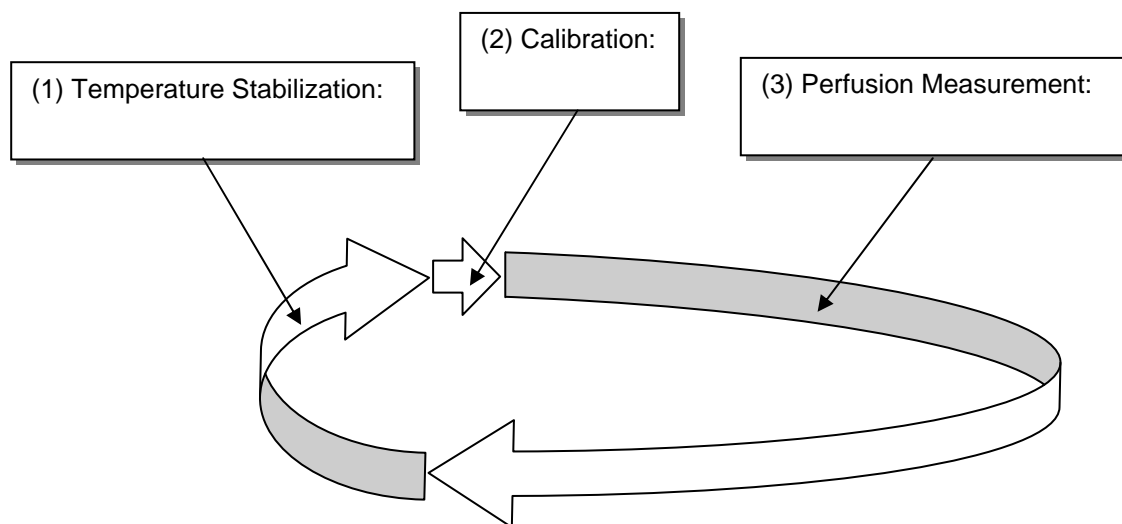 (1) Temperature Stabilization:
(2) Calibration:
(3) Perfusion Measurement: